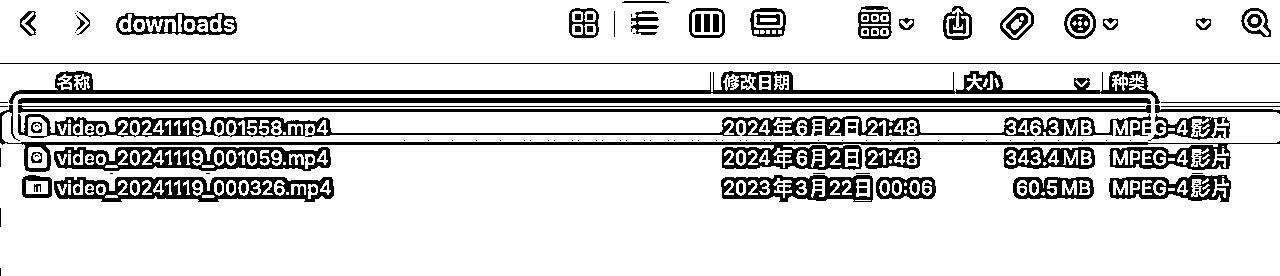 downloads
名称 修改日期 大小 种类
video_20241119_001558.mp4 2024年6月2日 21:48 346.3 MB MPEG-4影片
video_20241119_001059.mp4 2024年6月2日 21:48 343.4 MB MPEG-4影片
video_20241119_000326.mp4 2023年3月22日 00:06 60.5 MB MPEG-4影片